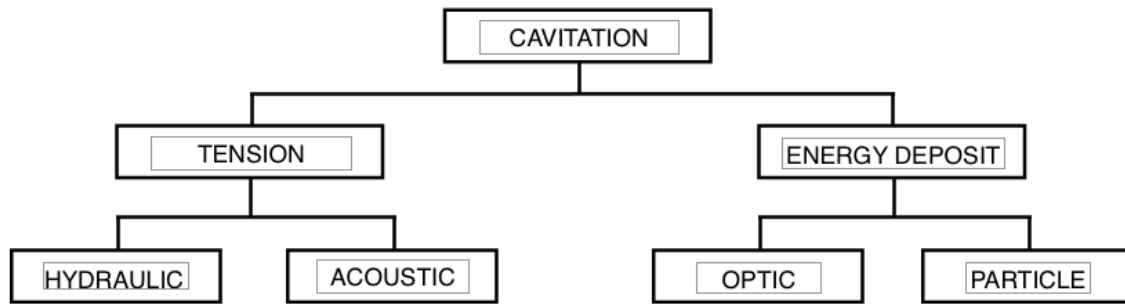 CAVITATION
TENSION
ENERGY DEPOSIT
HYDRAULIC
ACOUSTIC
OPTIC
PARTICLE